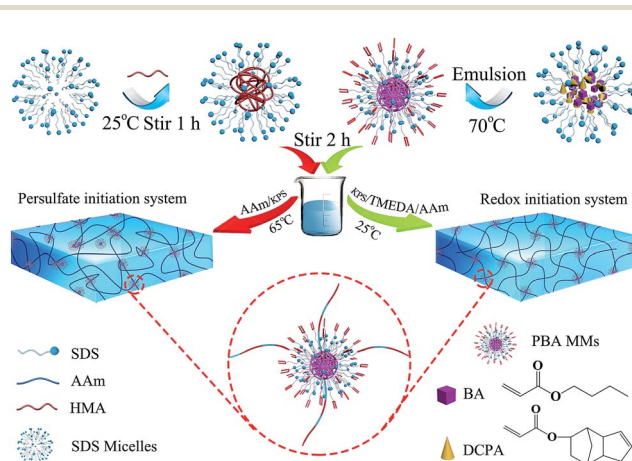 25°C Stir 1 h
Emulsion
70°C
Stir 2 h
Persulfate initiation system
AAm/KPS
65°C
KPS/TMEDA/AAm
25°C
Redox initiation system
SDS
AAm
HMA
SDS Micelles
PBA MMs
BA
O
O
DCPA
O
O